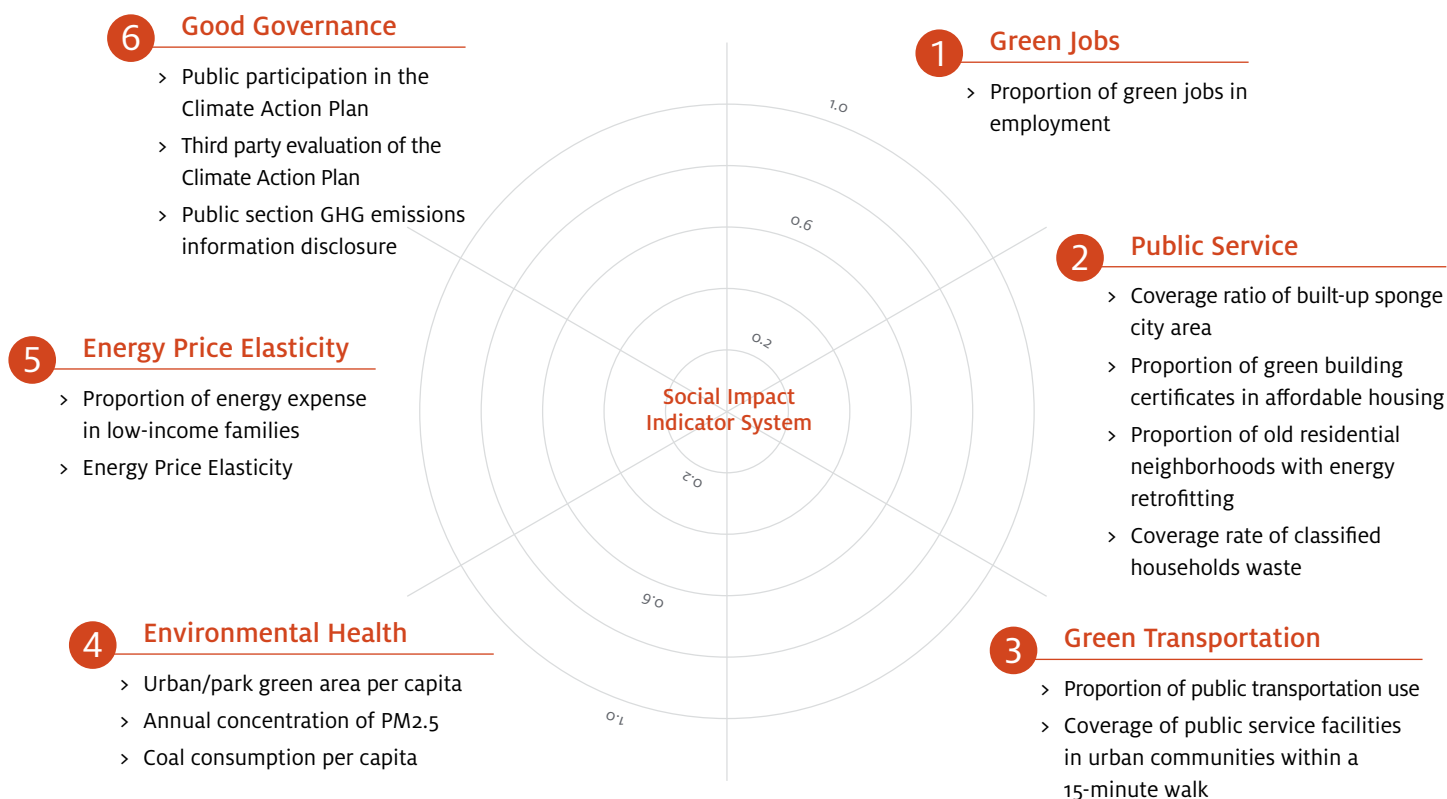 6 Good Governance
> Public participation in the
Climate Action Plan
> Third party evaluation of the
Climate Action Plan
> Public section GHG emissions
information disclosure
1 Green Jobs
> Proportion of green jobs in
employment
2 Public Service
> Coverage ratio of built-up sponge
city area
> Proportion of green building
certificates in affordable housing
> Proportion of old residential
neighborhoods with energy
retrofitting
> Coverage rate of classified
households waste
5 Energy Price Elasticity
> Proportion of energy expense
in low-income families
> Energy Price Elasticity
1.0
0.6
0.2
Social Impact
Indicator System
0.2
0.6
1.0
4 Environmental Health
> Urban/park green area per capita
> Annual concentration of PM2.5
> Coal consumption per capita
3 Green Transportation
> Proportion of public transportation use
> Coverage of public service facilities
in urban communities within a
15-minute walk